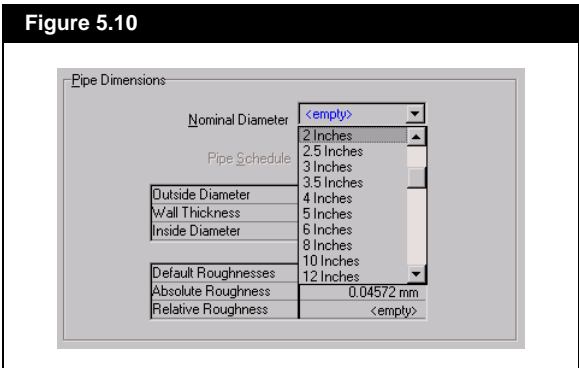 Figure 5.10
Pipe Dimensions
Nominal Diameter <empty>
2 Inches
2.5 Inches
Pipe Schedule
3 Inches
3.5 Inches
Outside Diameter
4 Inches
Wall Thickness
5 Inches
Inside Diameter
6 Inches
8 Inches
10 Inches
Default Roughnesses
12 Inches
Absolute Roughness 0.04572 mm
Relative Roughness <empty>